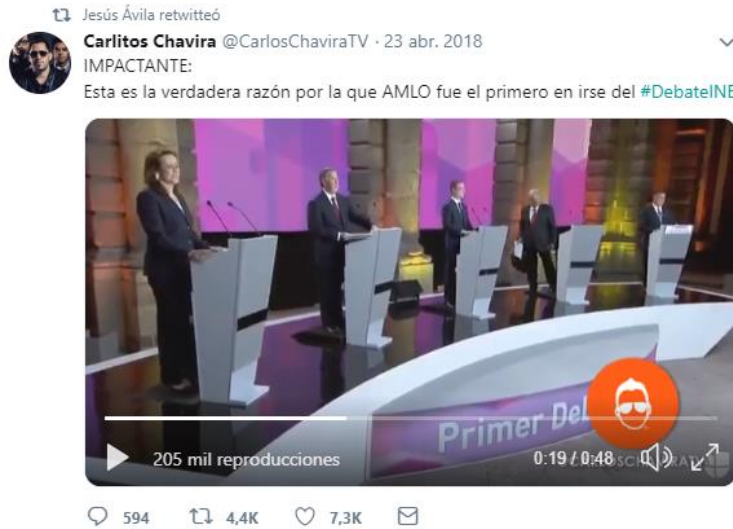 Jesús Ávila retwitteó
Carlitos Chavira @CarlosChaviraTV · 23 abr. 2018
IMPACTANTE:
Esta es la verdadera razón por la que AMLO fue el primero en irse del #DebateINE
Primer De
205 mil reproducciones
0:19 / 0:48
594
4,4K
7,3K